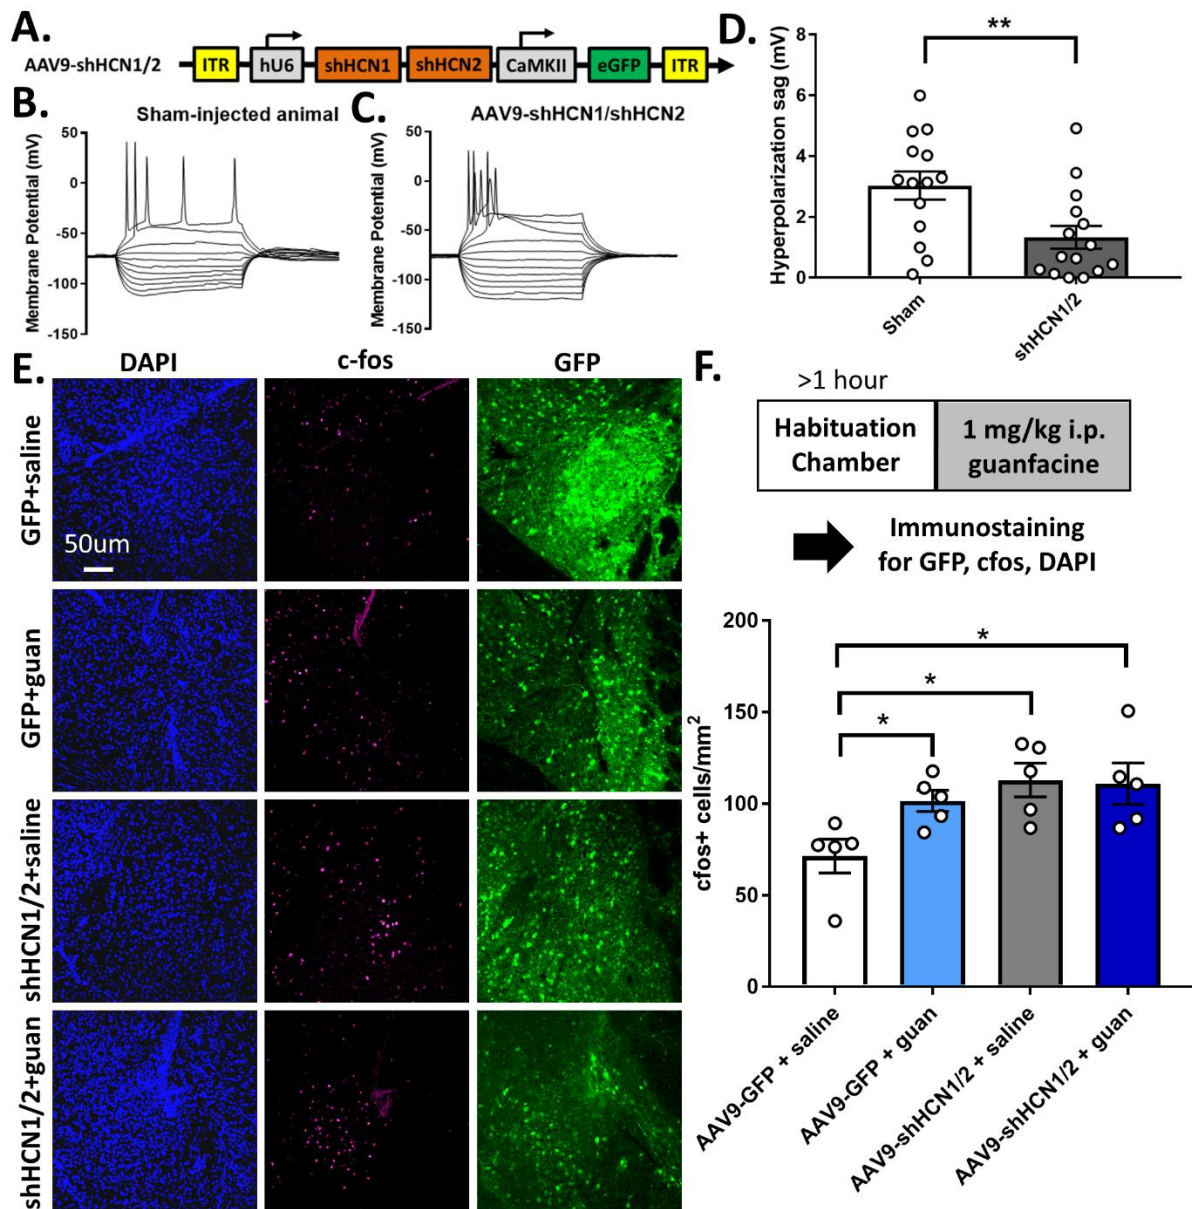 A.
AAV9-shHCN1/2
ITR hU6 shHCN1 shHCN2 CaMKII eGFP ITR
B.
Sham-injected animal
Membrane Potential (mV)
50
0
-50
-100
-150
C.
AAV9-shHCN1/shHCN2
Membrane Potential (mV)
50
0
-50
-100
-150
D.
**
Hyperpolarization sag (mV)
8
6
4
2
0
Sham
shHCN1/2
E.
DAPI c-fos GFP
GFP+saline
50um
GFP+guan
shHCN1/2+saline
shHCN1/2+guan
F.
>1 hour
Habituation
Chamber
1 mg/kg i.p.
guanfacine
Immunostaining
for GFP, cfos, DAPI
cfos+ cells/mm²
200
150
100
50
0
*
*
*
AAV9-GFP + saline
AAV9-GFP + guan
AAV9-shHCN1/2 + saline
AAV9-shHCN1/2 + guan